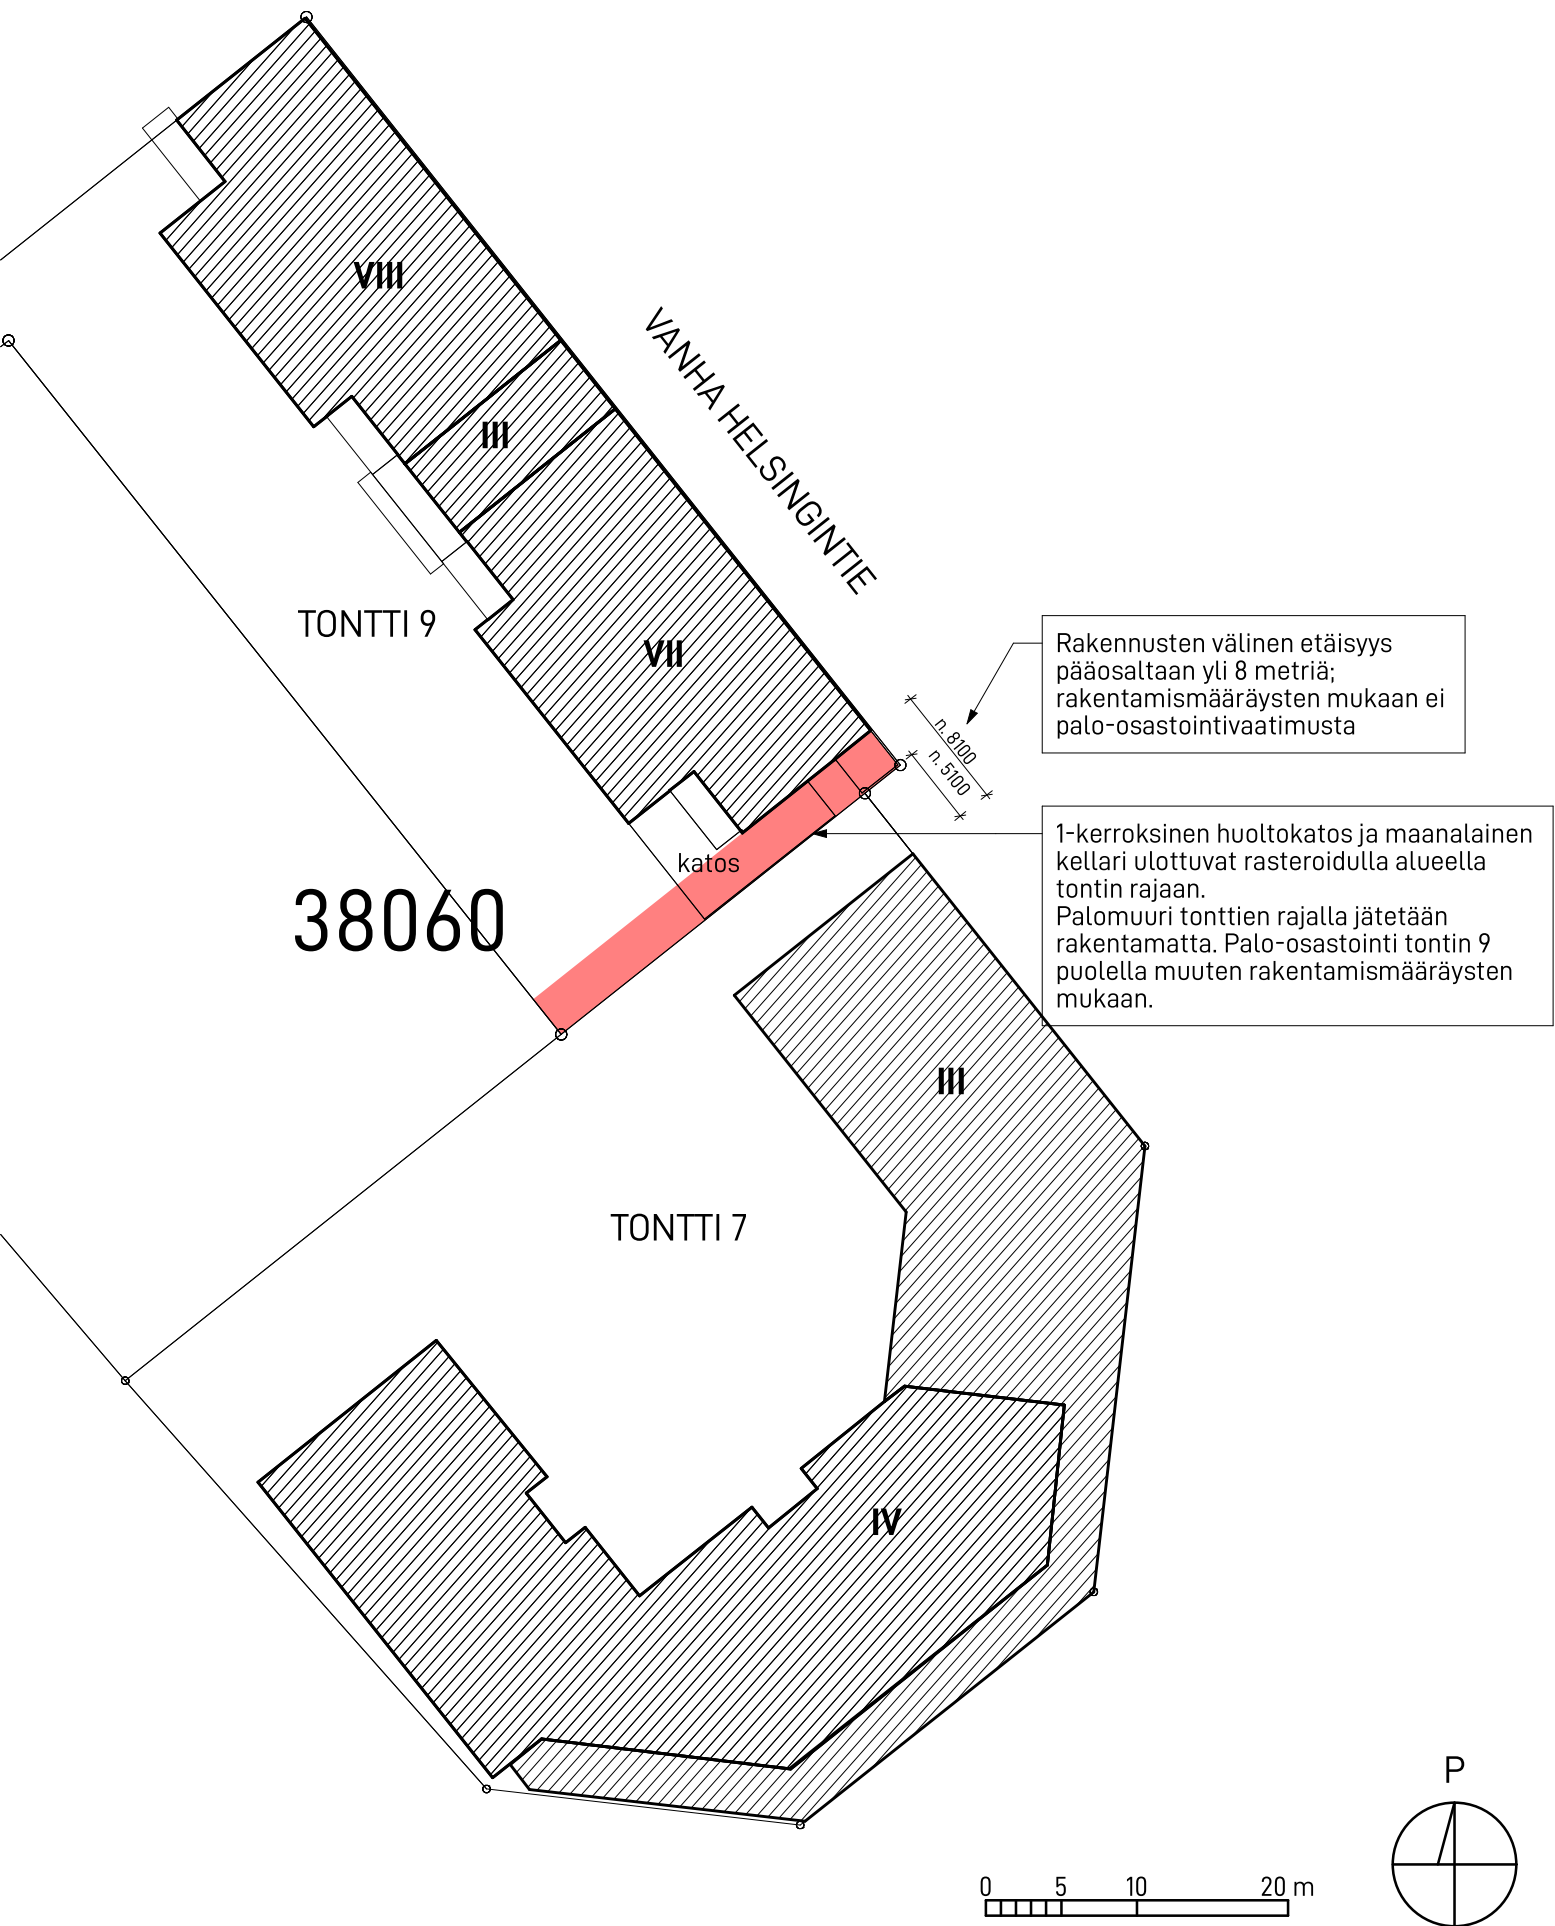 VIII
VANHA HELSINGINTIE
III
TONTTI 9
VII
Rakennusten välinen etäisyys
pääosaltaan yli 8 metriä;
rakentamismääräysten mukaan ei
palo-osastointivaatimusta
n. 8100
n. 5100
1-kerroksinen huoltokatos ja maanalainen
kellari ulottuvat rasteroidulla alueella
tontin rajaan.
Palomuuri tonttien rajalla jätetään
rakentamatta. Palo-osastointi tontin 9
puolella muuten rakentamismääräysten
mukaan.
katos
38060
III
TONTTI 7
IV
P
0 5 10 20 m